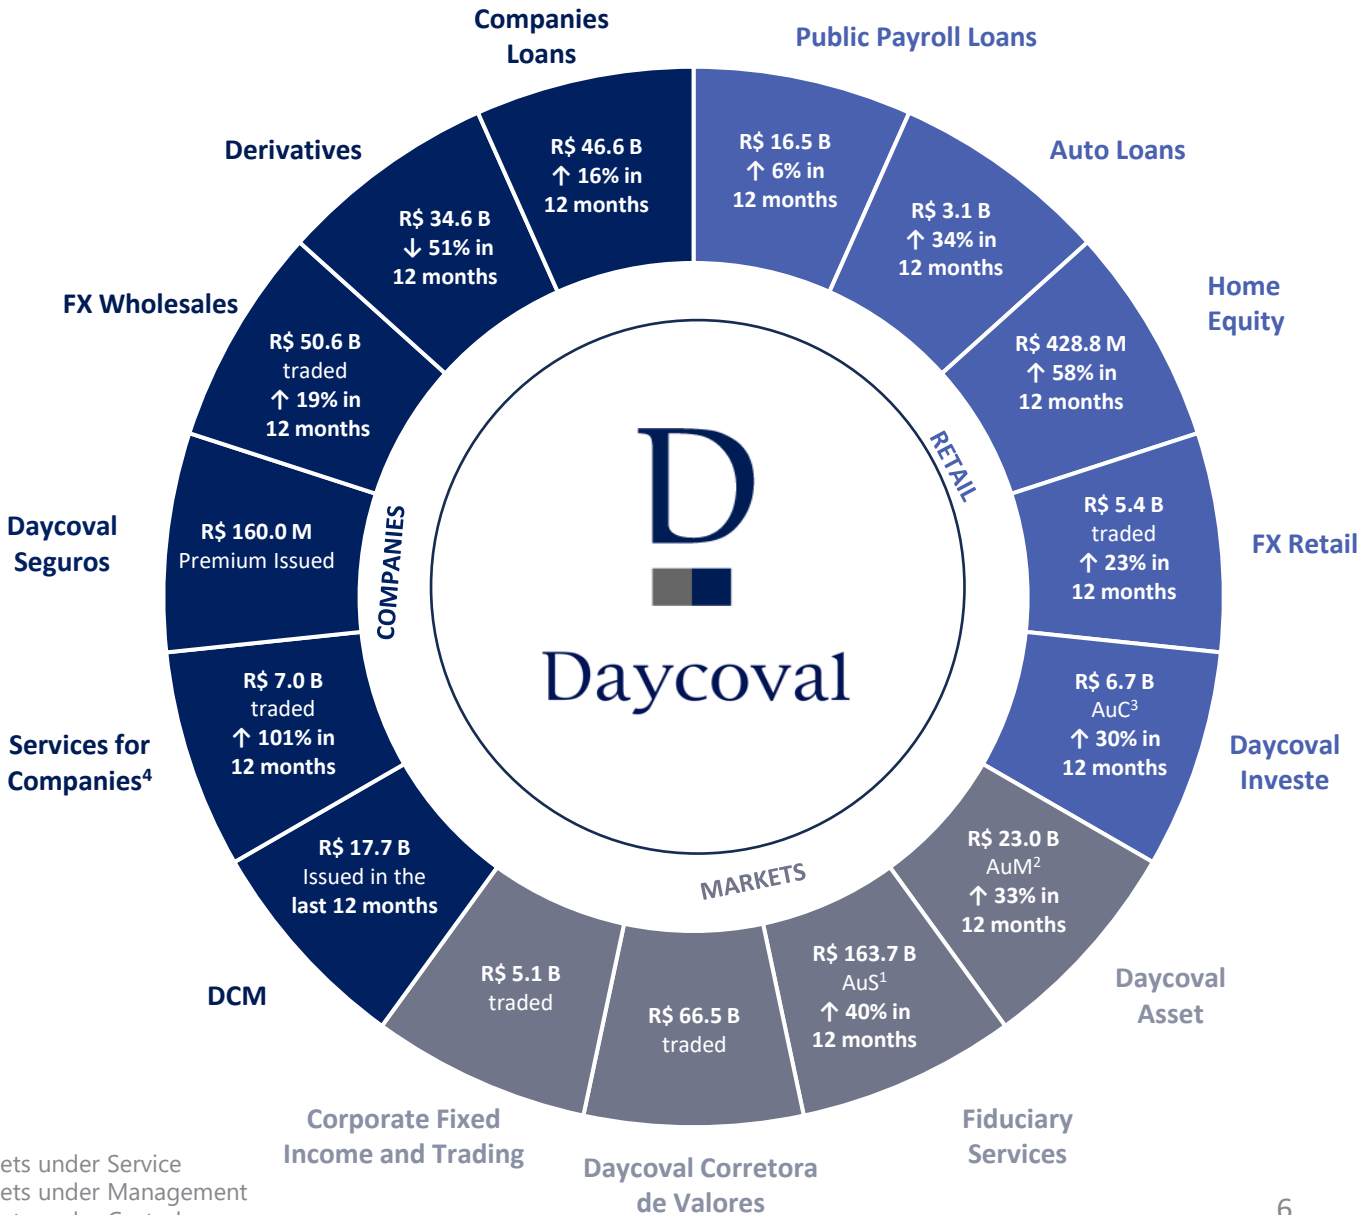 Companies
Loans
R$ 46.6 B
↑ 16% in
12 months
Public Payroll Loans
R$ 16.5 B
↑ 6% in
12 months
Auto Loans
R$ 3.1 B
↑ 34% in
12 months
Home
Equity
R$ 428.8 M
↑ 58% in
12 months
FX Retail
R$ 5.4 B
traded
↑ 23% in
12 months
Daycoval
Investe
R$ 6.7 B
AuC³
↑ 30% in
12 months
Daycoval
Asset
R$ 23.0 B
AuM²
↑ 33% in
12 months
Fiduciary
Services
R$ 163.7 B
AuS¹
↑ 40% in
12 months
Daycoval Corretora
de Valores
R$ 66.5 B
traded
Corporate Fixed
Income and Trading
R$ 5.1 B
traded
DCM
R$ 17.7 B
Issued in the
last 12 months
Services for
Companies⁴
R$ 7.0 B
traded
↑ 101% in
12 months
Daycoval
Seguros
R$ 160.0 M
Premium Issued
FX Wholesales
R$ 50.6 B
traded
↑ 19% in
12 months
Derivatives
R$ 34.6 B
↓ 51% in
12 months
COMPANIES
RETAIL
MARKETS
D
Daycoval
ets under Service
ets under Management
6